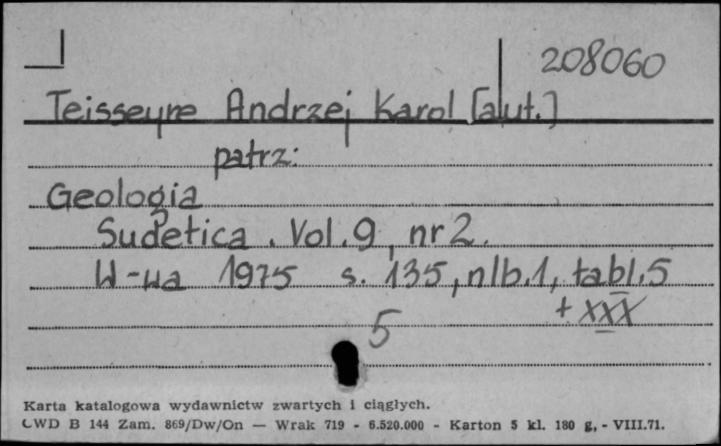 208060
Teisseyre Andrzej Karol [aut.]
patrz:
Geologia
Sudetica. Vol. 9, nr 2.
W-wa 1975 s. 135, nlb. 1, tabl. 5
+ XXX
5
Karta katalogowa wydawnictw zwartych i ciągłych.
CWD B 144 Zam. 869/Dw/On — Wrak 719 - 6.520.000 - Karton 5 kl. 180 g, - VIII.71.